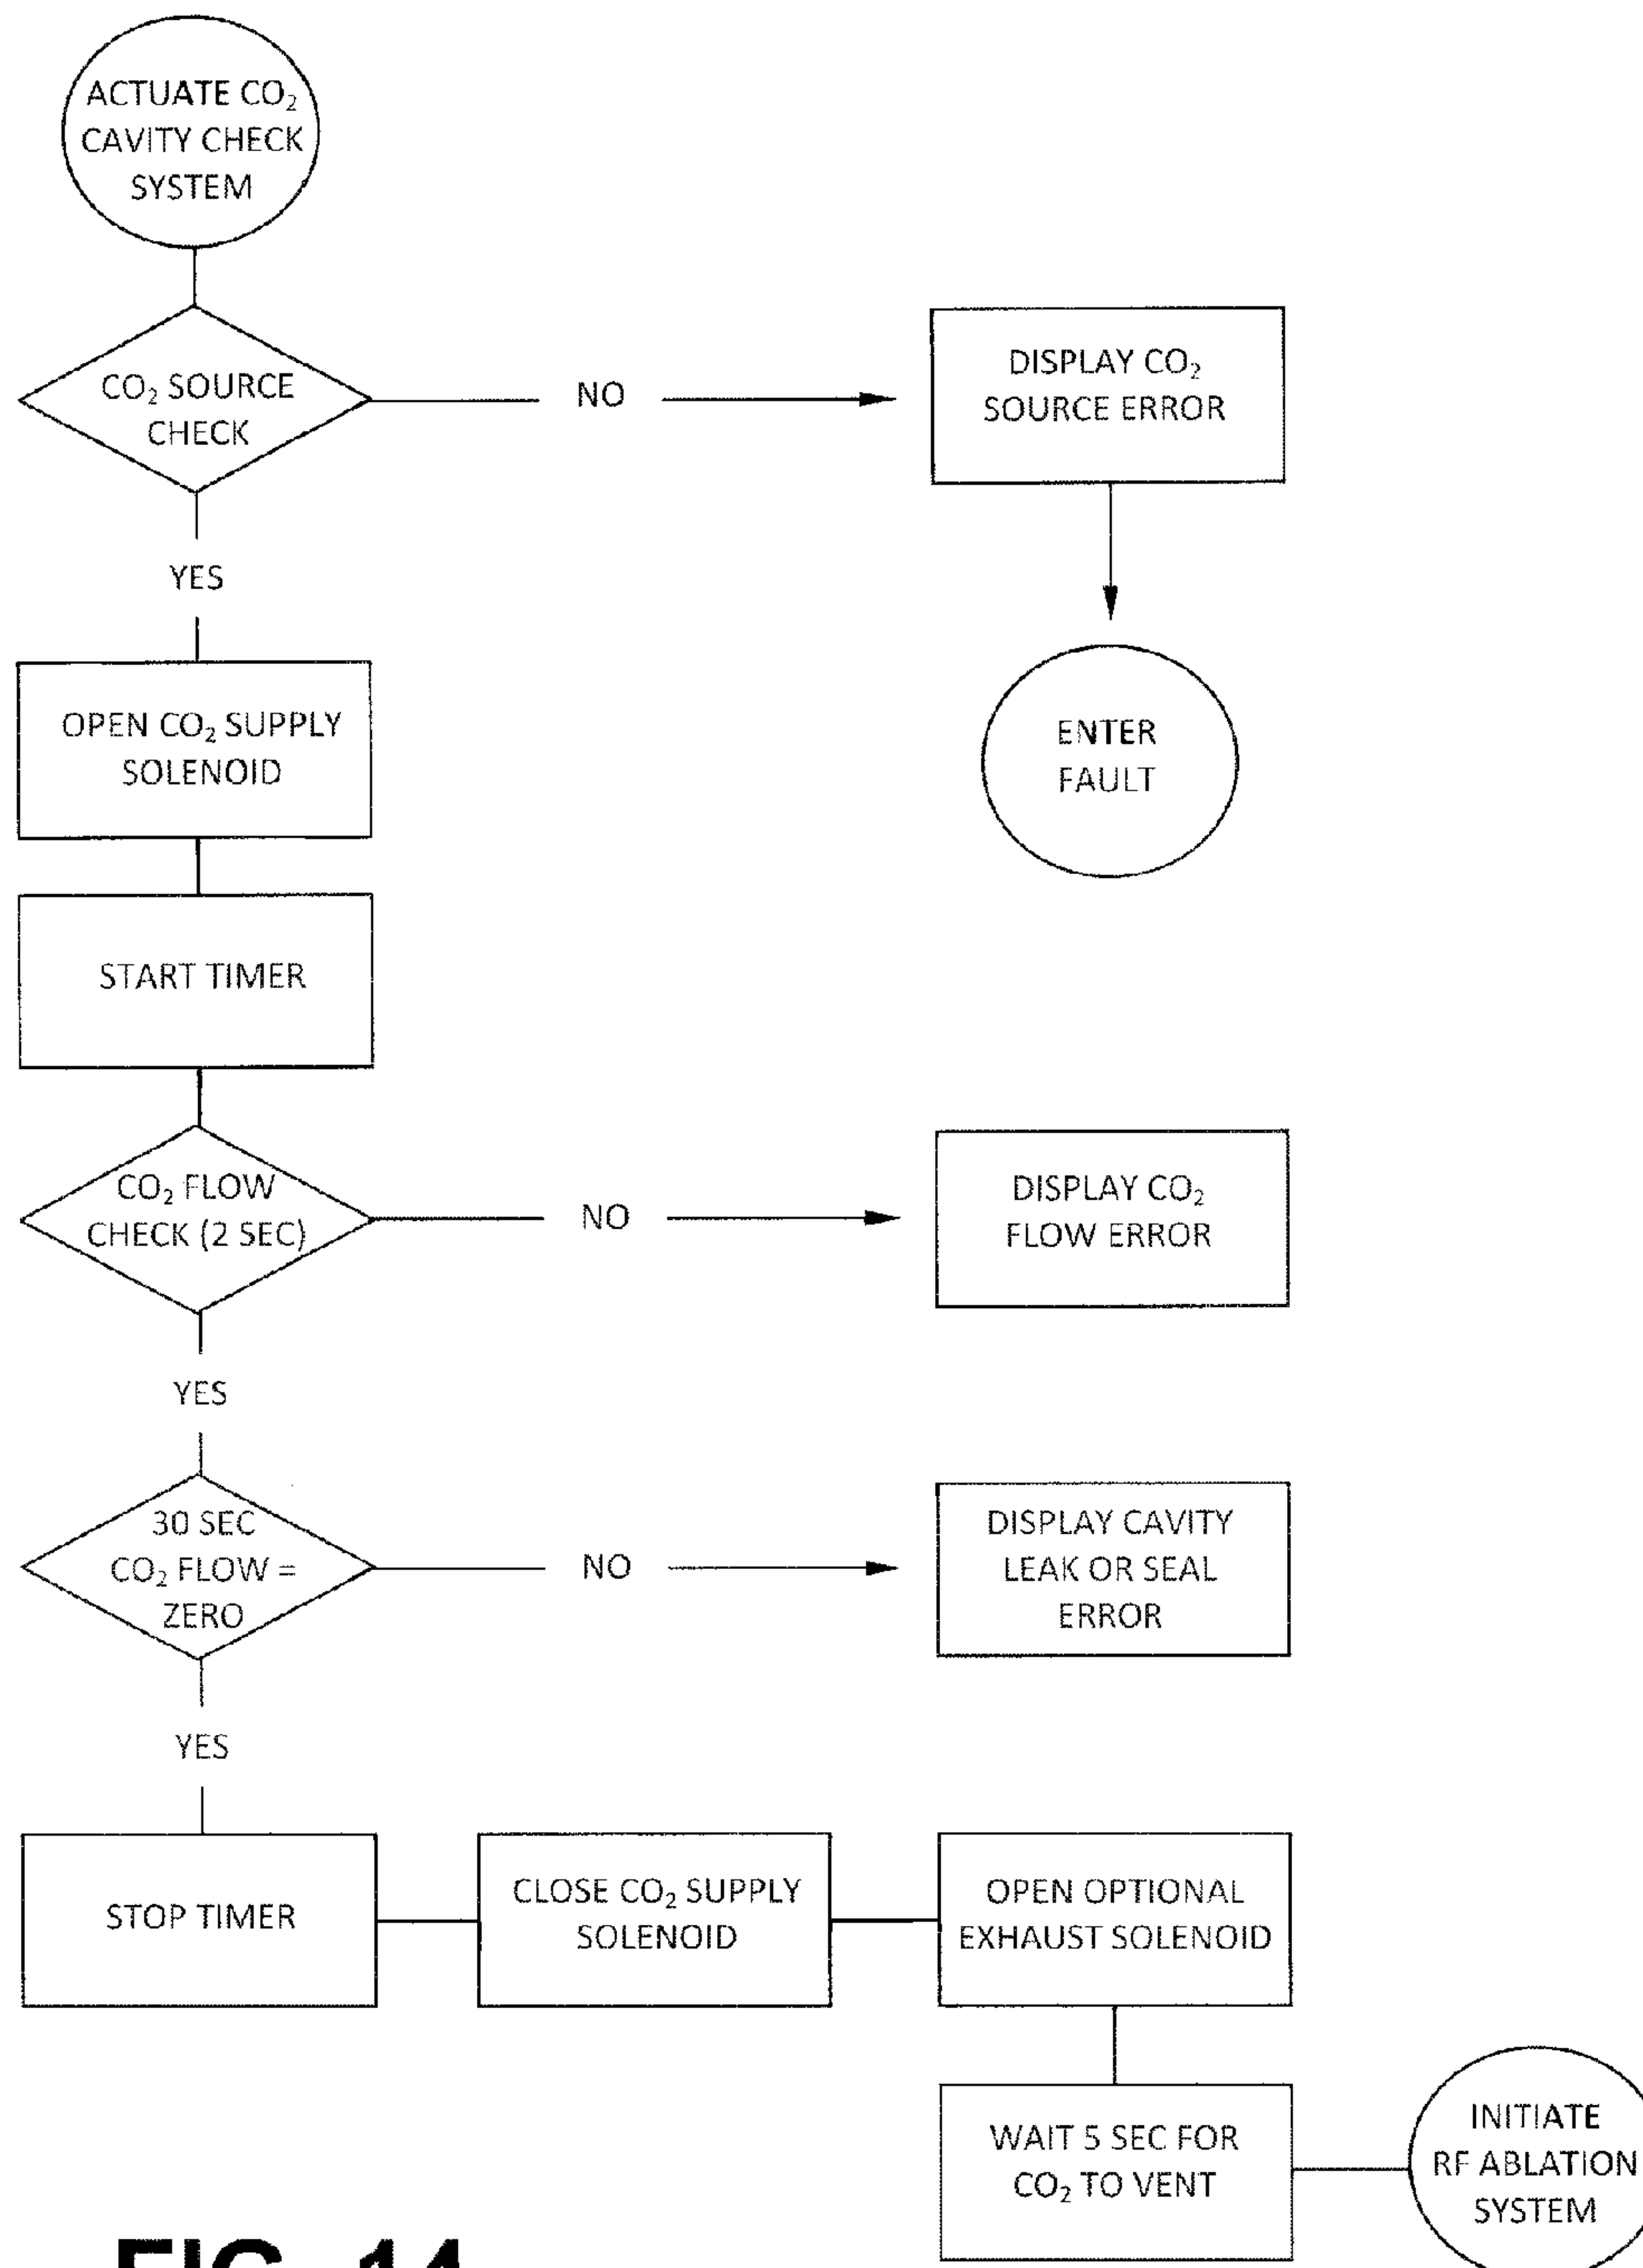 ACTUATE CO₂
CAVITY CHECK
SYSTEM
CO₂ SOURCE
CHECK
NO
DISPLAY CO₂
SOURCE ERROR
YES
ENTER
FAULT
OPEN CO₂ SUPPLY
SOLENOID
START TIMER
CO₂ FLOW
CHECK (2 SEC)
NO
DISPLAY CO₂
FLOW ERROR
YES
30 SEC
CO₂ FLOW =
ZERO
NO
DISPLAY CAVITY
LEAK OR SEAL
ERROR
YES
STOP TIMER
CLOSE CO₂ SUPPLY
SOLENOID
OPEN OPTIONAL
EXHAUST SOLENOID
WAIT 5 SEC FOR
CO₂ TO VENT
INITIATE
RF ABLATION
SYSTEM
FIG. 14